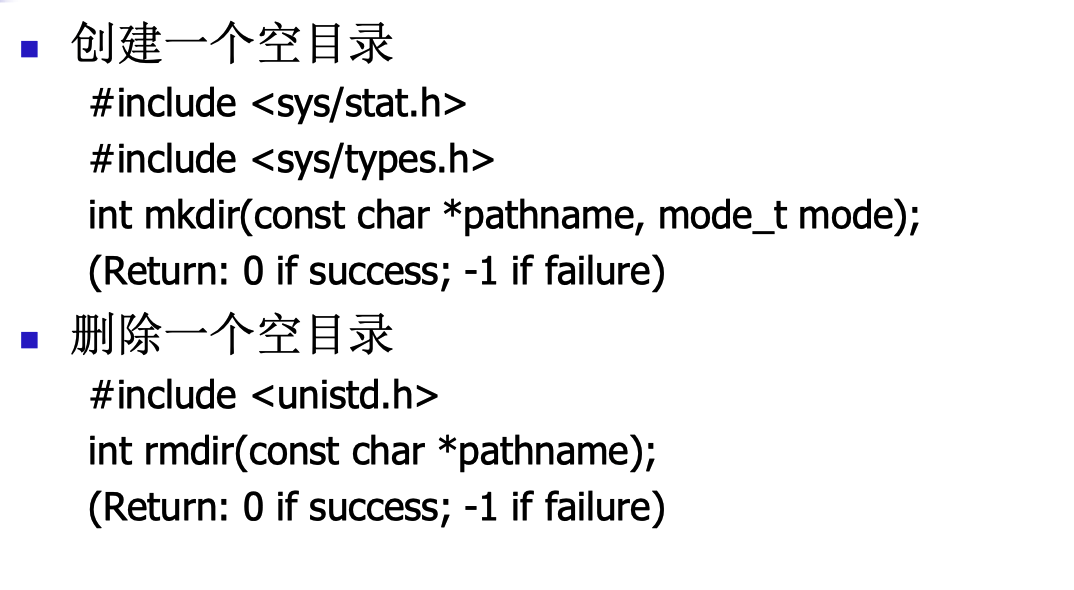 创建一个空目录
#include <sys/stat.h>
#include <sys/types.h>
int mkdir(const char *pathname, mode_t mode);
(Return: 0 if success; -1 if failure)
删除一个空目录
#include <unistd.h>
int rmdir(const char *pathname);
(Return: 0 if success; -1 if failure)